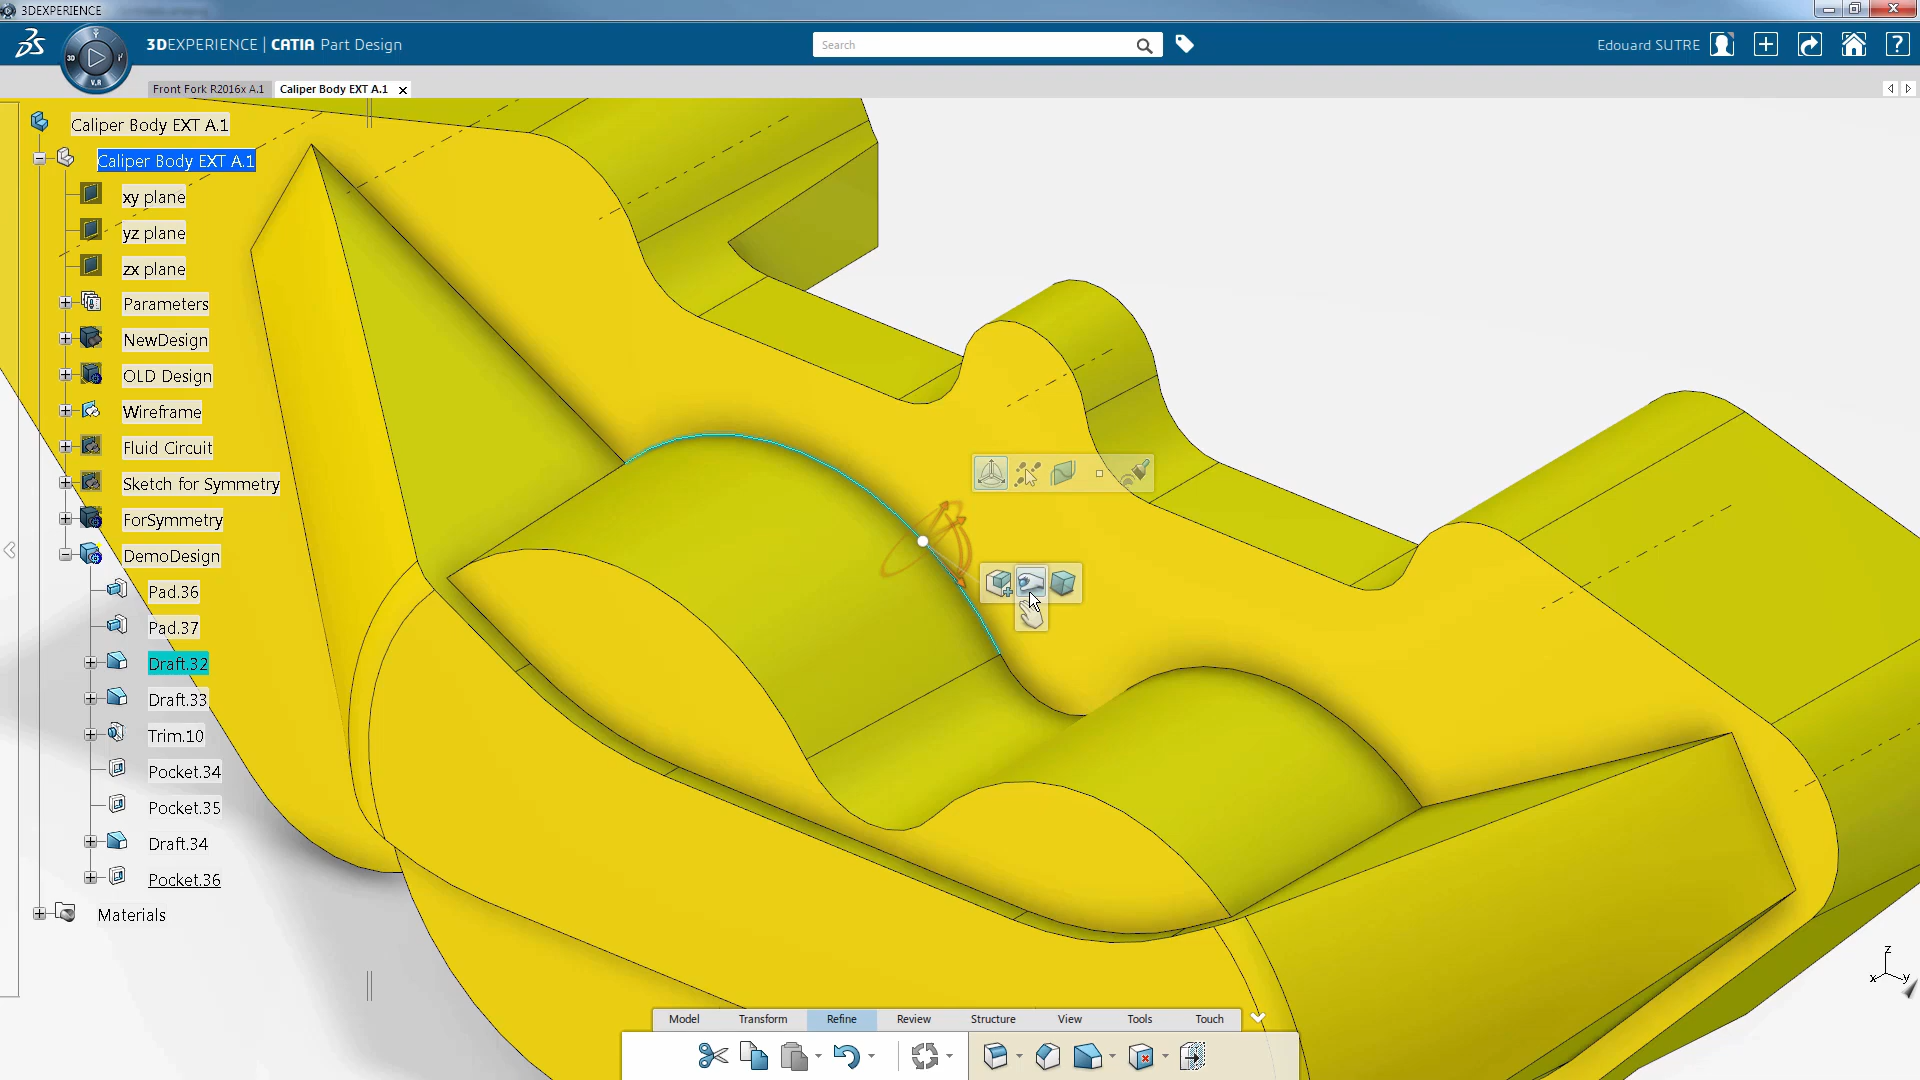 3DEXPERIENCE
3DEXPERIENCE | CATIA Part Design
Search
Edouard SUTRE
3D
i²
V.R
Front Fork R2016x A.1
Caliper Body EXT A.1
Caliper Body EXT A.1
Caliper Body EXT A.1
xy plane
yz plane
zx plane
Parameters
NewDesign
OLD Design
Wireframe
Fluid Circuit
Sketch for Symmetry
ForSymmetry
DemoDesign
Pad.36
Pad.37
Draft.32
Draft.33
Trim.10
Pocket.34
Pocket.35
Draft.34
Pocket.36
Materials
z
x
y
Model Transform Refine Review Structure View Tools Touch